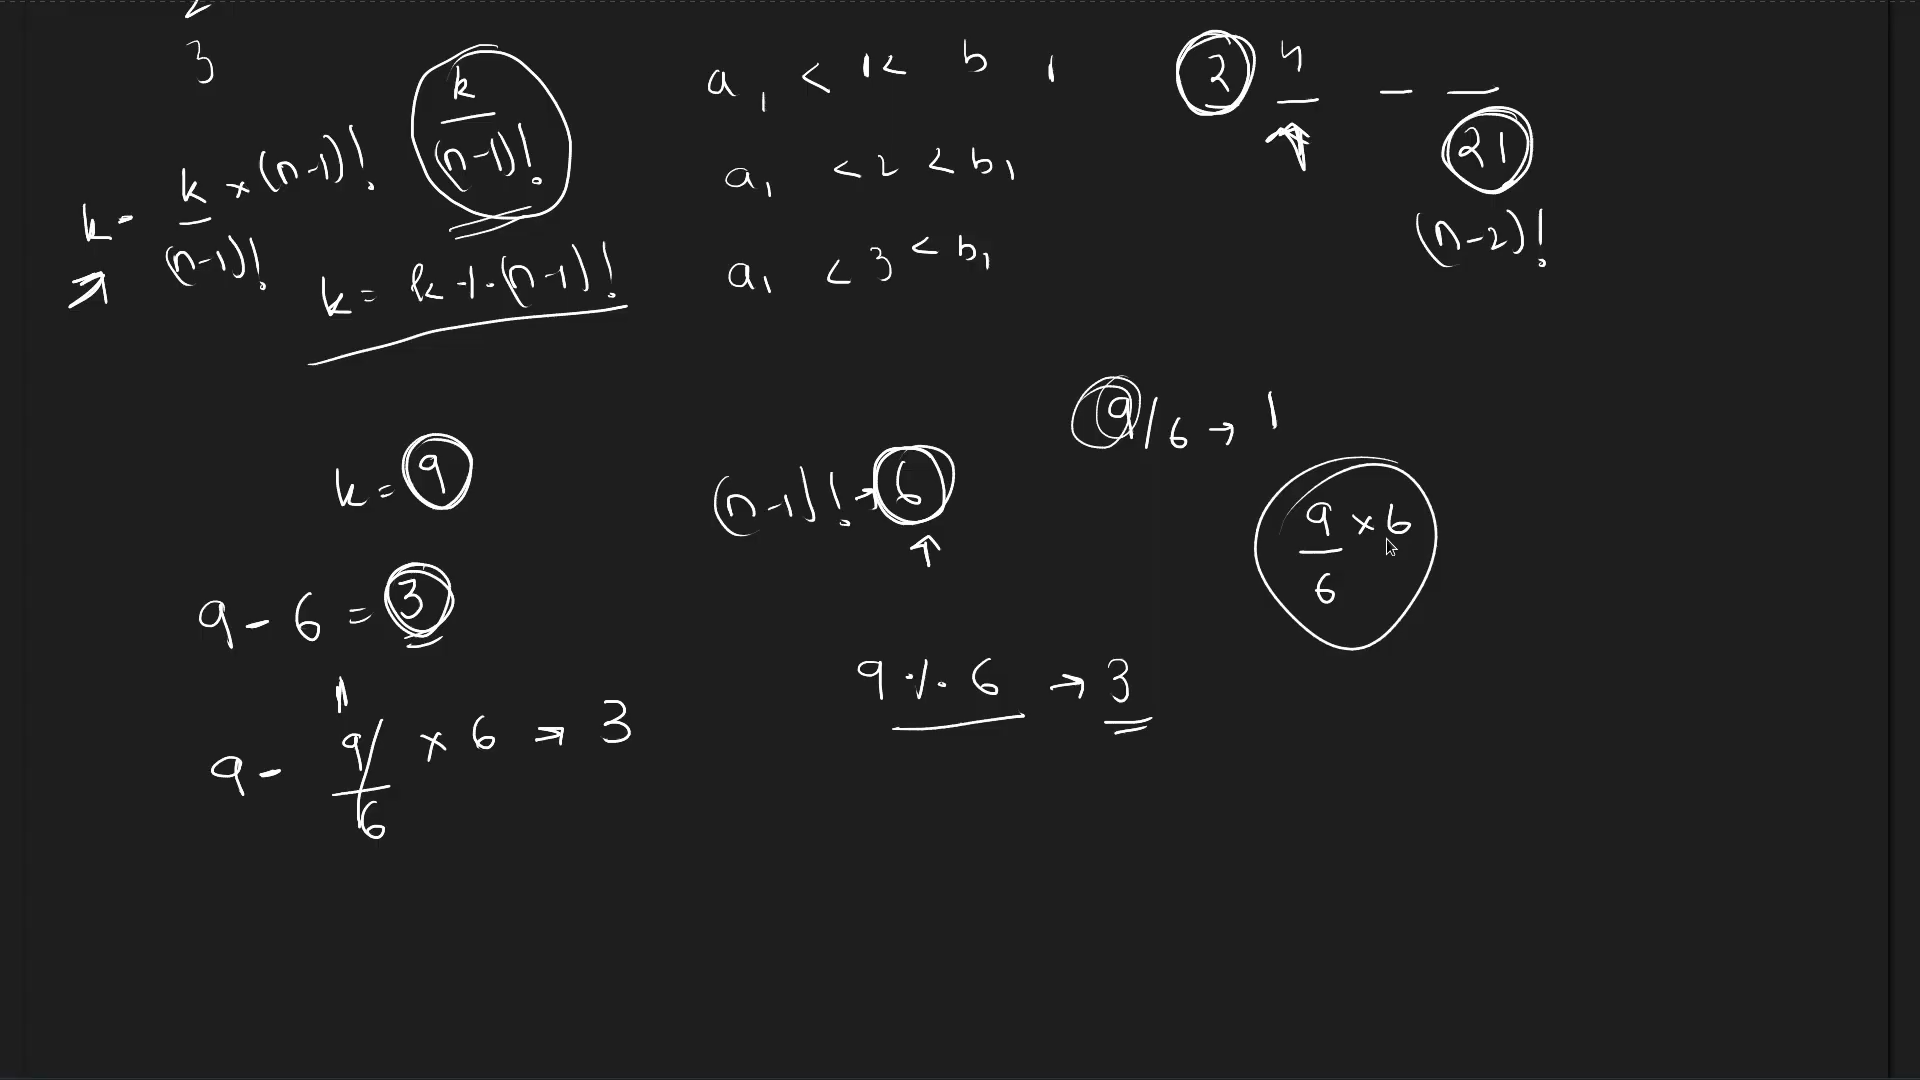 2
3
k - k/(n-1)! × (n-1)!
k/(n-1)!
k = k % (n-1)!
a1 < 1 < b1
a1 < 2 < b1
a1 < 3 < b1
2 4 _ _
21
(n-2)!
k = 9
(n-1)! → 6
9/6 → 1
9/6 × 6
9 - 6 = 3
9 % 6 → 3
9 - 9/6 × 6 → 3
1